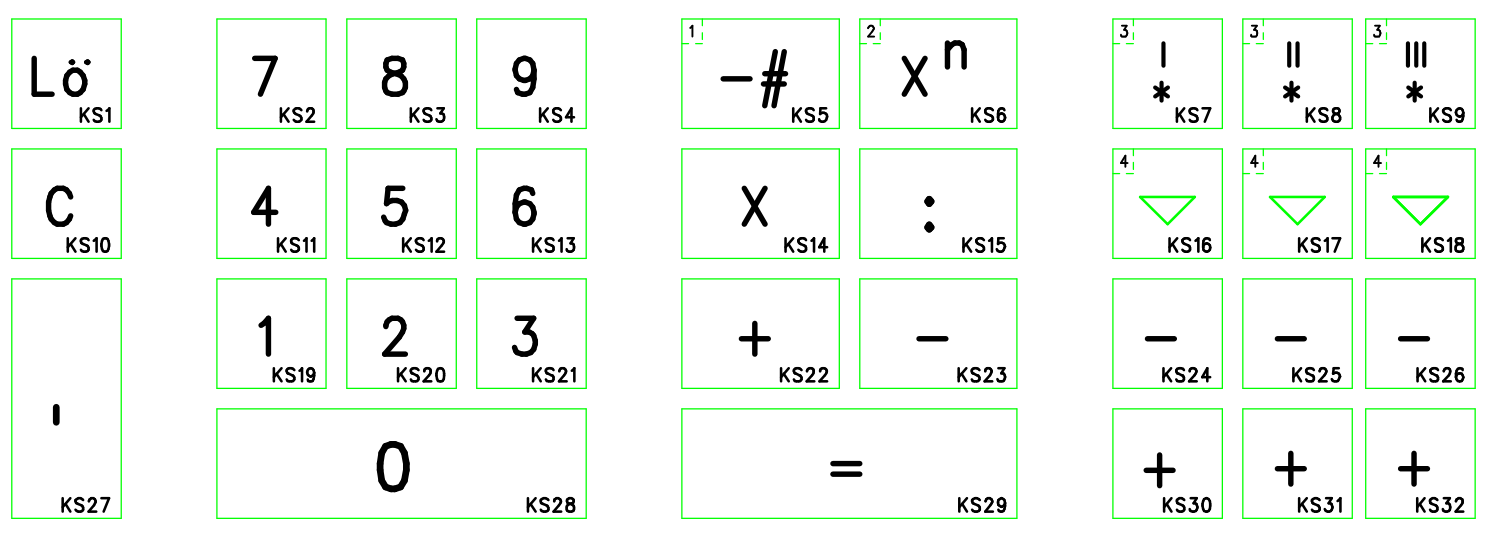 1 2 3 3 3
Lö 7 8 9 -# Xⁿ | || |||
* * *
KS1 KS2 KS3 KS4 KS5 KS6 KS7 KS8 KS9
4 4 4
C 4 5 6 X :
KS10 KS11 KS12 KS13 KS14 KS15 KS16 KS17 KS18
1 2 3 + - - - -
KS19 KS20 KS21 KS22 KS23 KS24 KS25 KS26
' 0 = + + +
KS27 KS28 KS29 KS30 KS31 KS32